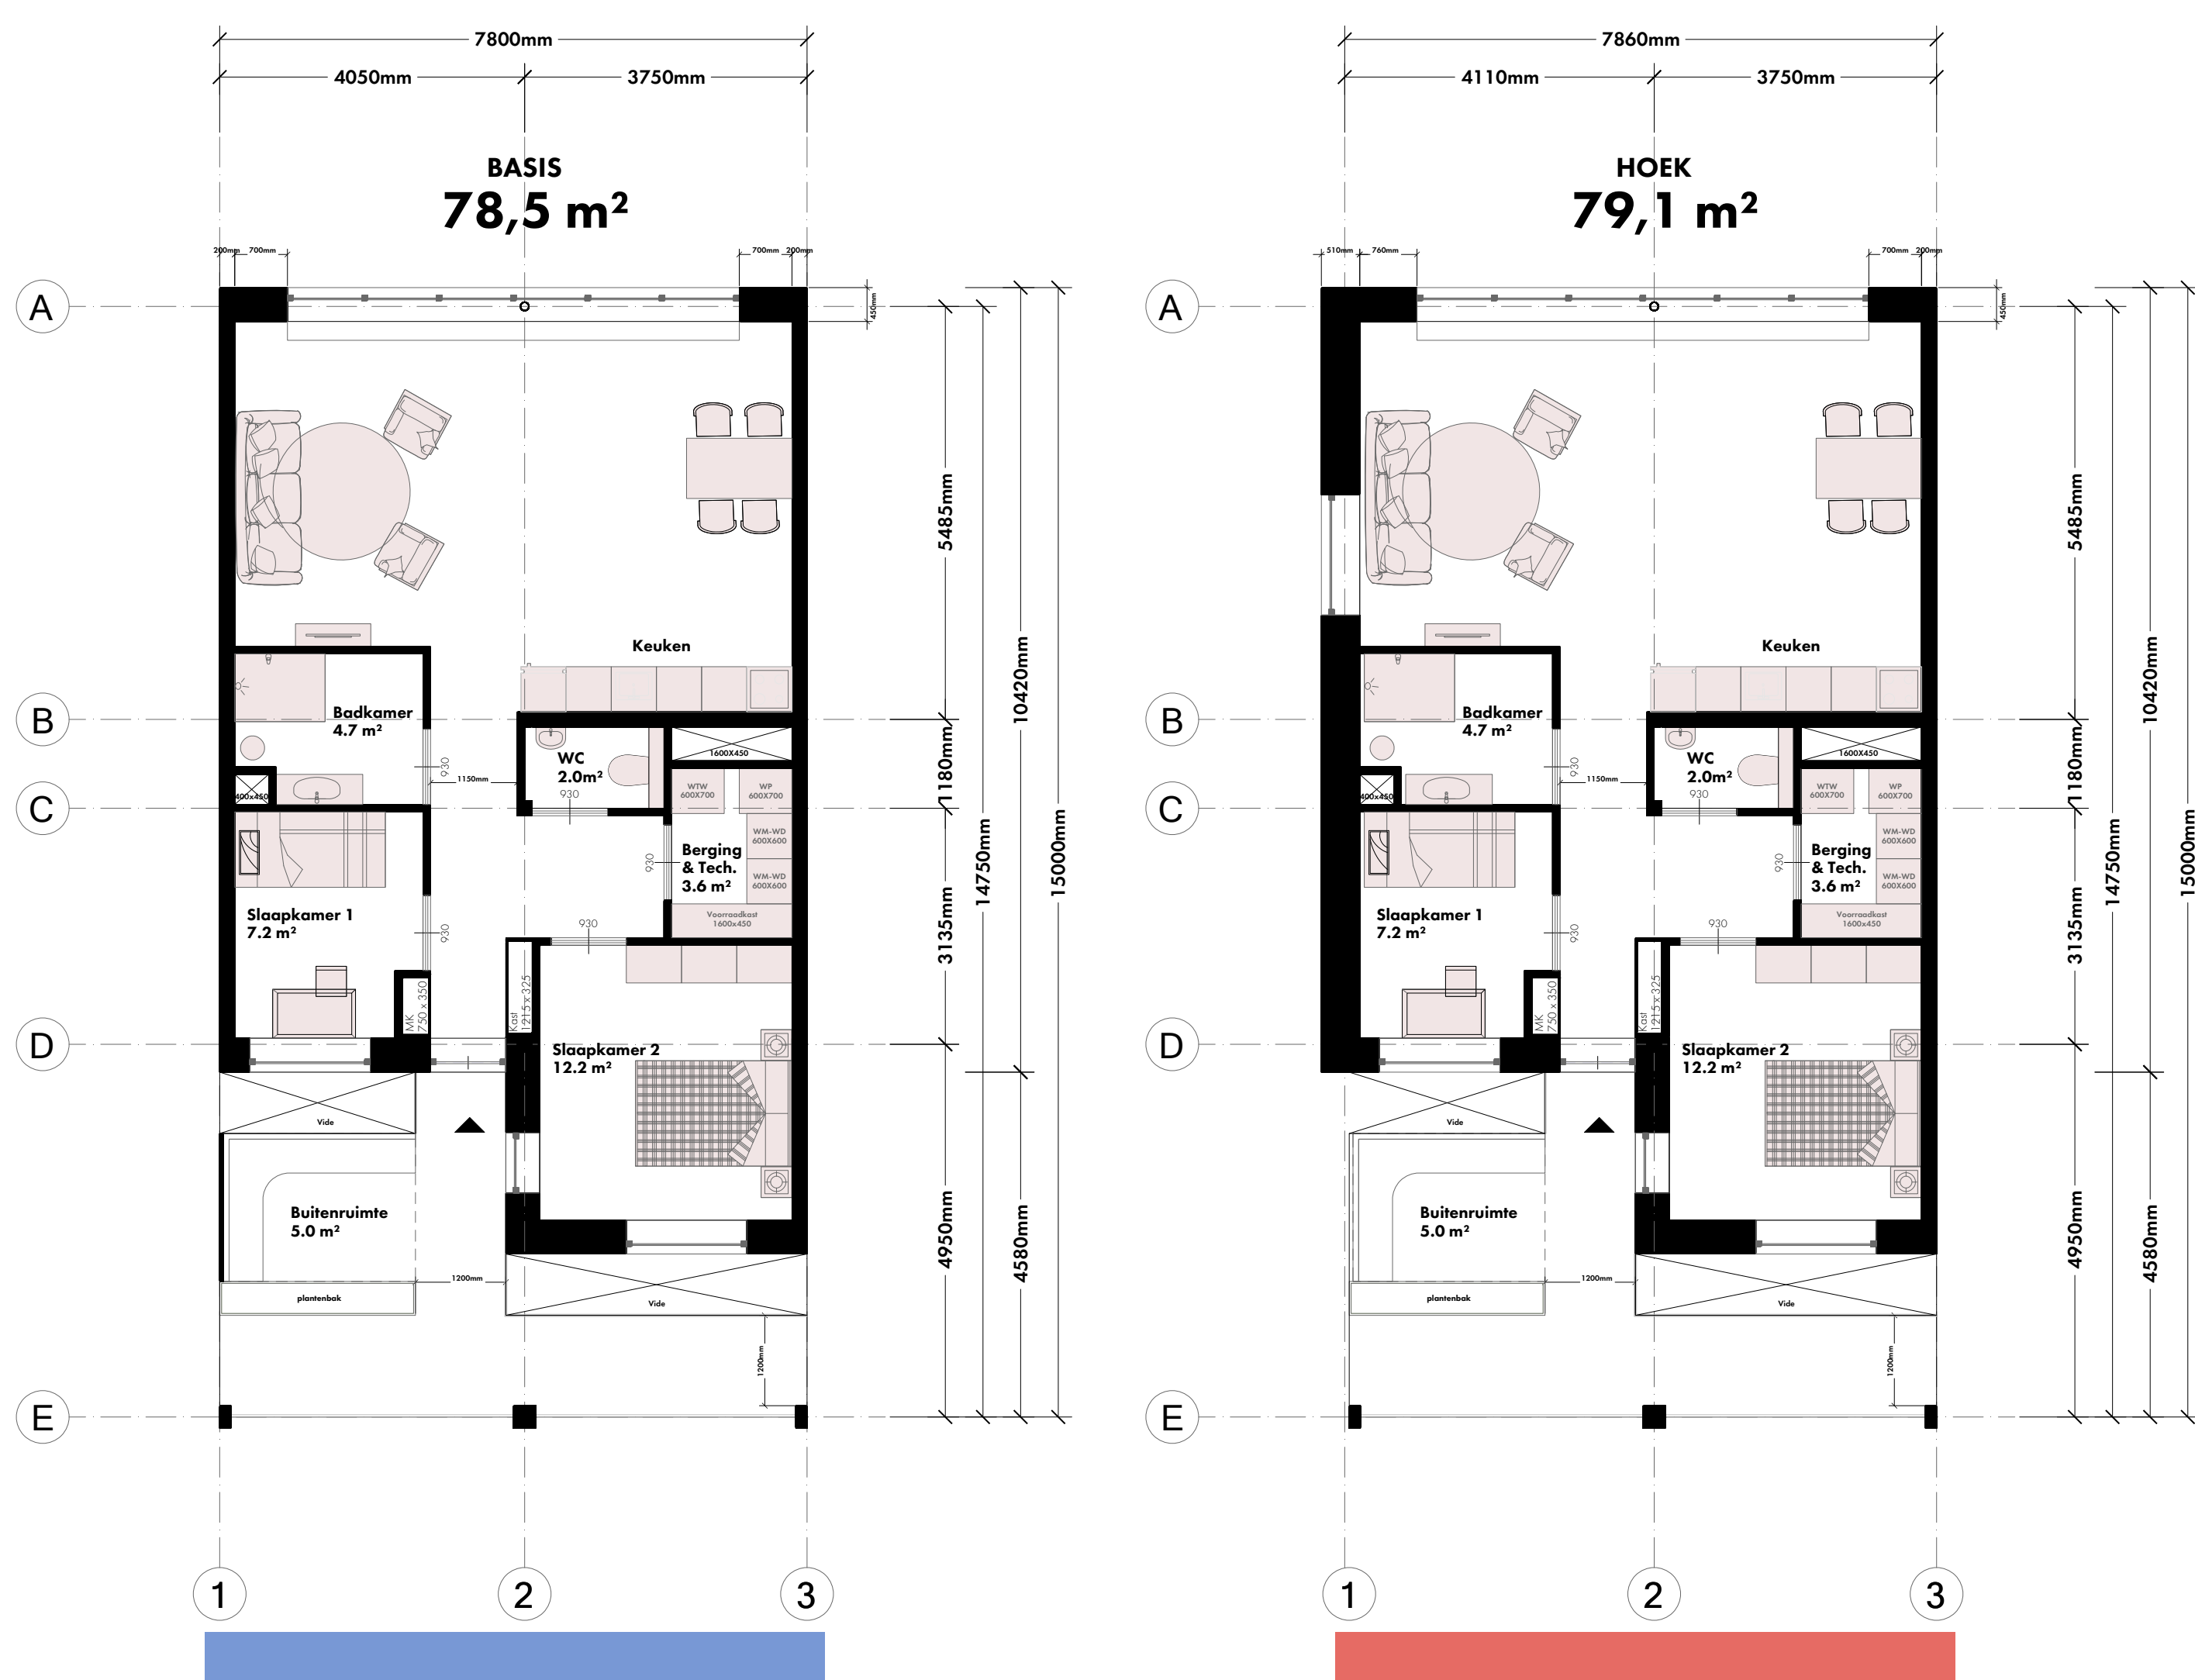 7800mm
4050mm
3750mm
BASIS
78,5 m²
200mm
700mm
700mm
200mm
450mm
A
Keuken
Badkamer
4.7 m²
B
WC
2.0m²
930
1600X450
930
1150mm
400x450
C
WTW
600X700
WP
600X700
WM-WD
600X600
WM-WD
600X600
Berging
& Tech.
3.6 m²
930
Voorraadkast
1600x450
Slaapkamer 1
7.2 m²
930
930
MK
750 x 350
Kast
1215 x 325
D
Slaapkamer 2
12.2 m²
Vide
Buitenruimte
5.0 m²
plantenbak
1200mm
Vide
1200mm
E
5485mm
1180mm
3135mm
4950mm
14750mm
10420mm
4580mm
15000mm
1
2
3
7860mm
4110mm
3750mm
HOEK
79,1 m²
510mm
760mm
700mm
200mm
450mm
A
Keuken
Badkamer
4.7 m²
B
WC
2.0m²
930
1600X450
930
1150mm
400x450
C
WTW
600X700
WP
600X700
WM-WD
600X600
WM-WD
600X600
Berging
& Tech.
3.6 m²
930
Voorraadkast
1600x450
Slaapkamer 1
7.2 m²
930
930
MK
750 x 350
Kast
1215 x 325
D
Slaapkamer 2
12.2 m²
Vide
Buitenruimte
5.0 m²
plantenbak
1200mm
Vide
1200mm
E
5485mm
1180mm
3135mm
4950mm
14750mm
10420mm
4580mm
15000mm
1
2
3